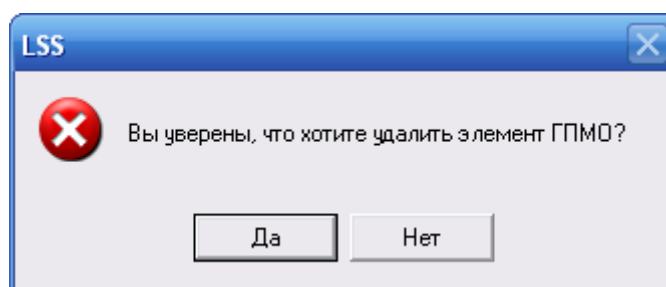 LSS
Вы уверены, что хотите удалить элемент ГПМО?
Да
Нет